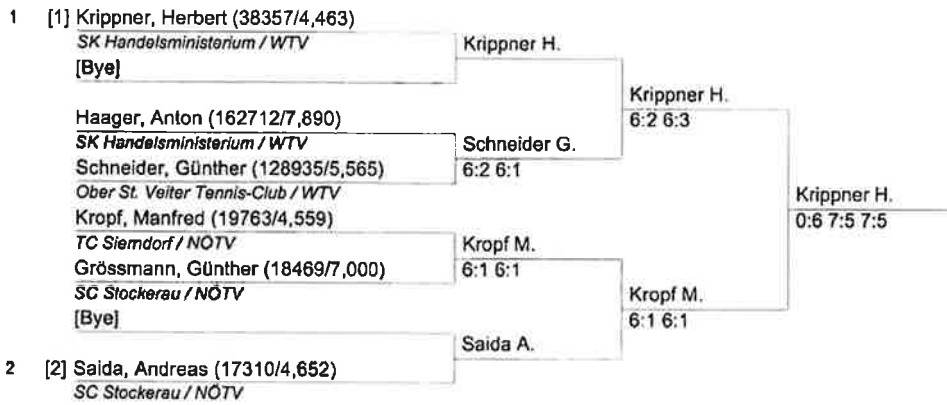 1 [1] Krippner, Herbert (38357/4,463)
SK Handelsministerium / WTV
[Bye]
Haager, Anton (162712/7,890)
SK Handelsministerium / WTV
Schneider, Günther (128935/5,565)
Ober St. Veiter Tennis-Club / WTV
Kropf, Manfred (19763/4,559)
TC Sierndorf / NÖTV
Grössmann, Günther (18469/7,000)
SC Stockerau / NÖTV
[Bye]
2 [2] Saida, Andreas (17310/4,652)
SC Stockerau / NÖTV
Krippner H.
Schneider G.
6:2 6:1
Kropf M.
6:1 6:1
Saida A.
Krippner H.
6:2 6:3
Kropf M.
6:1 6:1
Krippner H.
0:6 7:5 7:5